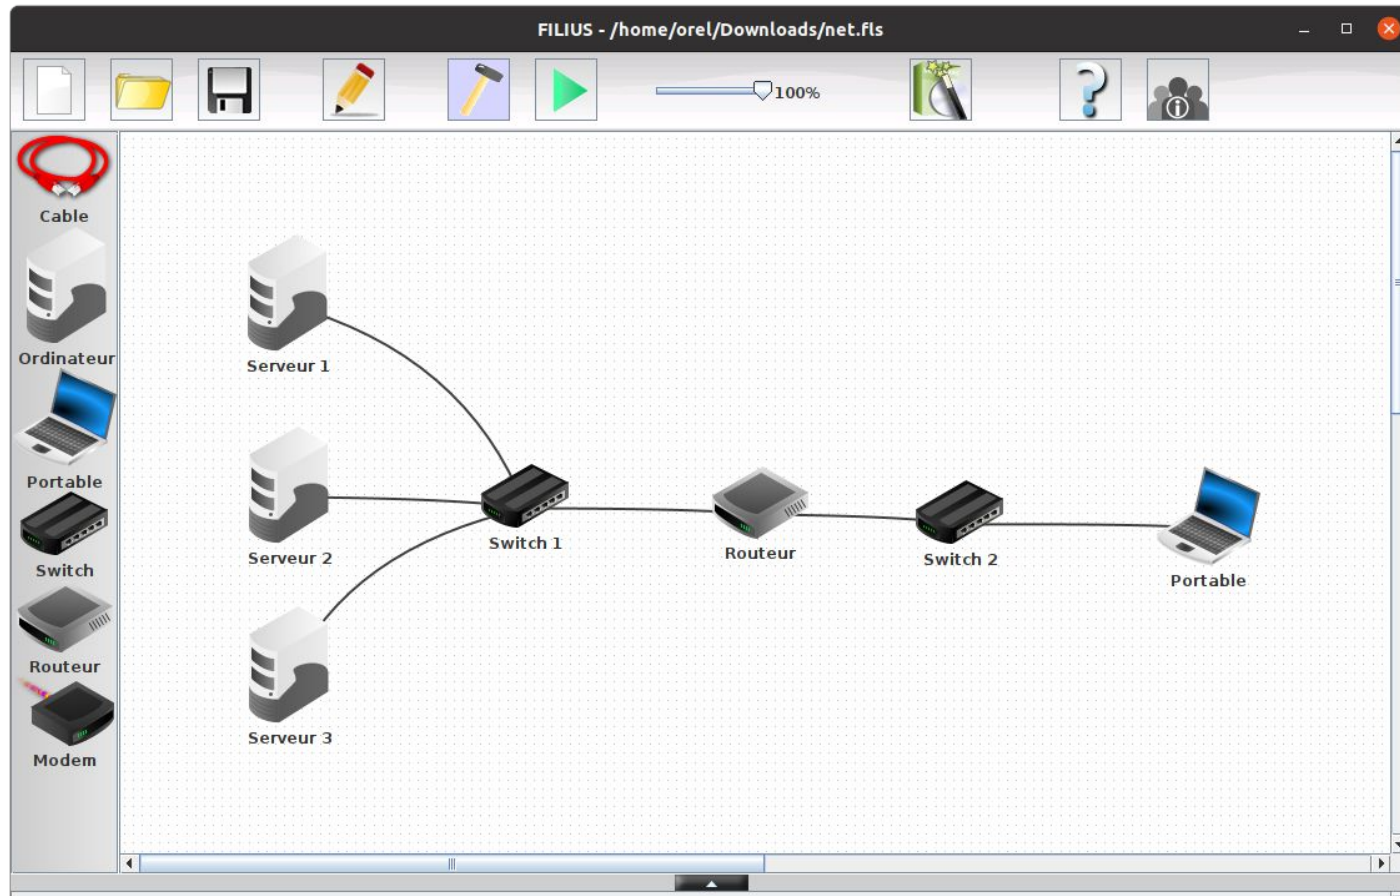 FILIUS - /home/orel/Downloads/net.fls
100%
Cable
Ordinateur
Portable
Switch
Routeur
Modem
Serveur 1
Serveur 2
Serveur 3
Switch 1
Routeur
Switch 2
Portable